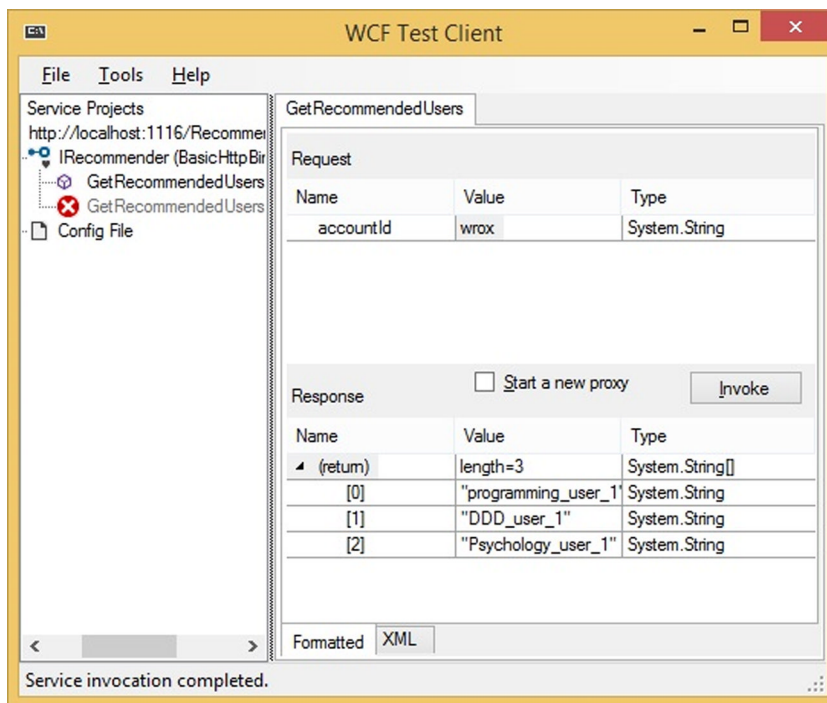 WCF Test Client
File Tools Help
Service Projects
http://localhost:1116/Recommen
IRecommender (BasicHttpBin
GetRecommendedUsers
GetRecommendedUsers
Config File
GetRecommendedUsers
Request
Name Value Type
accountId wrox System.String
Response Start a new proxy Invoke
Name Value Type
(return) length=3 System.String[]
[0] "programming_user_1" System.String
[1] "DDD_user_1" System.String
[2] "Psychology_user_1" System.String
Formatted XML
Service invocation completed.